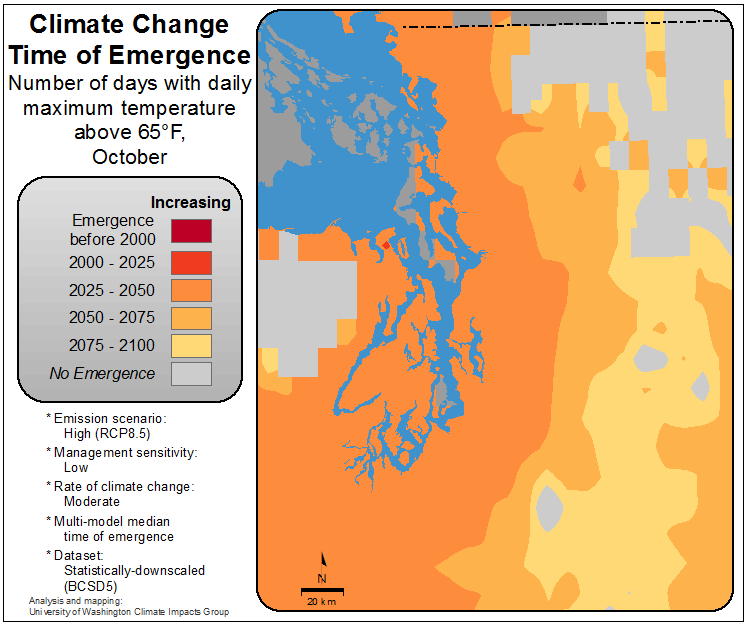 Climate Change
Time of Emergence
Number of days with daily
maximum temperature
above 65°F,
October
Increasing
Emergence
before 2000
2000 - 2025
2025 - 2050
2050 - 2075
2075 - 2100
No Emergence
* Emission scenario:
High (RCP8.5)
* Management sensitivity:
Low
* Rate of climate change:
Moderate
* Multi-model median
time of emergence
* Dataset:
Statistically-downscaled
(BCSD5)
Analysis and mapping:
University of Washington Climate Impacts Group
N
20 km